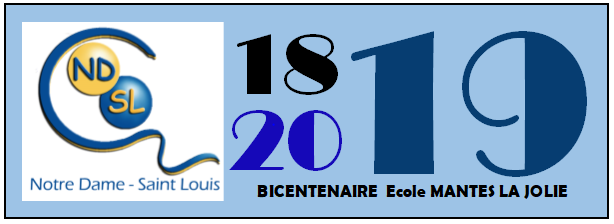 ND
SL
Notre Dame - Saint Louis
18
20
19
BICENTENAIRE Ecole MANTES LA JOLIE